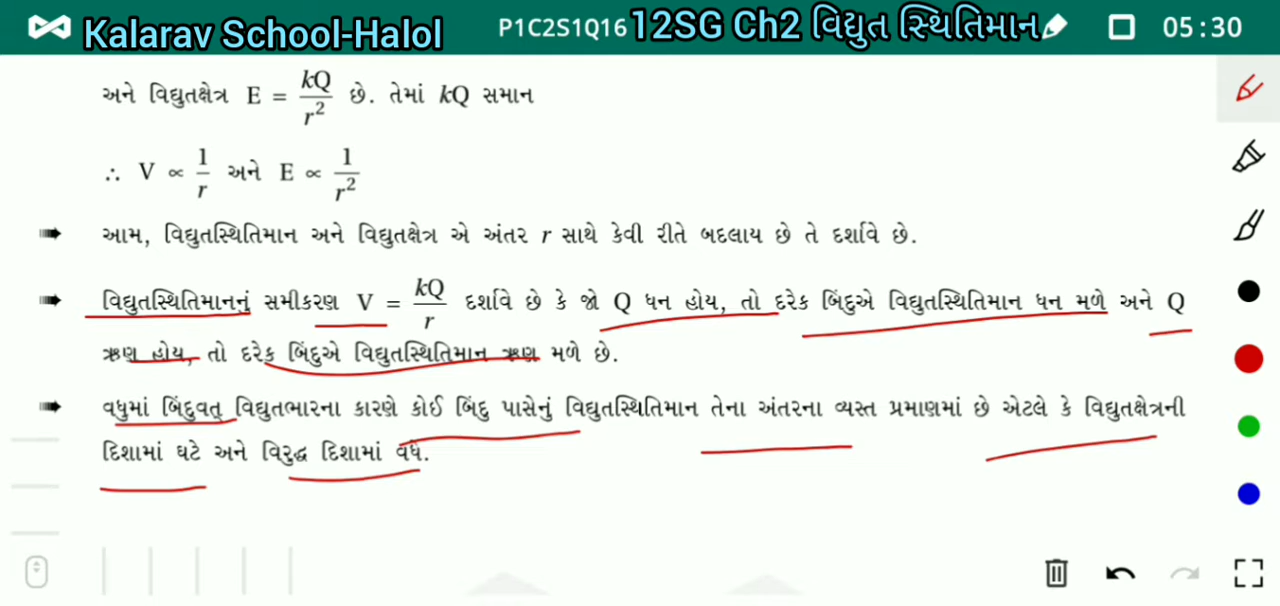 Kalarav School-Halol P1C2S1Q16 12SG Ch2 વિદ્યુત સ્થિતિમાન 05:30
અને વિદ્યુતક્ષેત્ર E = kQ/r² છે. તેમાં kQ સમાન
∴ V ∝ 1/r અને E ∝ 1/r²
➠ આમ, વિદ્યુતસ્થિતિમાન અને વિદ્યુતક્ષેત્ર એ અંતર r સાથે કેવી રીતે બદલાય છે તે દર્શાવે છે.
➠ વિદ્યુતસ્થિતિમાનનું સમીકરણ V = kQ/r દર્શાવે છે કે જો Q ધન હોય, તો દરેક બિંદુએ વિદ્યુતસ્થિતિમાન ધન મળે અને Q
ઋણ હોય, તો દરેક બિંદુએ વિદ્યુતસ્થિતિમાન ઋણ મળે છે.
➠ વધુમાં બિંદુવત્ વિદ્યુતભારના કારણે કોઈ બિંદુ પાસેનું વિદ્યુતસ્થિતિમાન તેના અંતરના વ્યસ્ત પ્રમાણમાં છે એટલે કે વિદ્યુતક્ષેત્રની
દિશામાં ઘટે અને વિરુદ્ધ દિશામાં વધે.